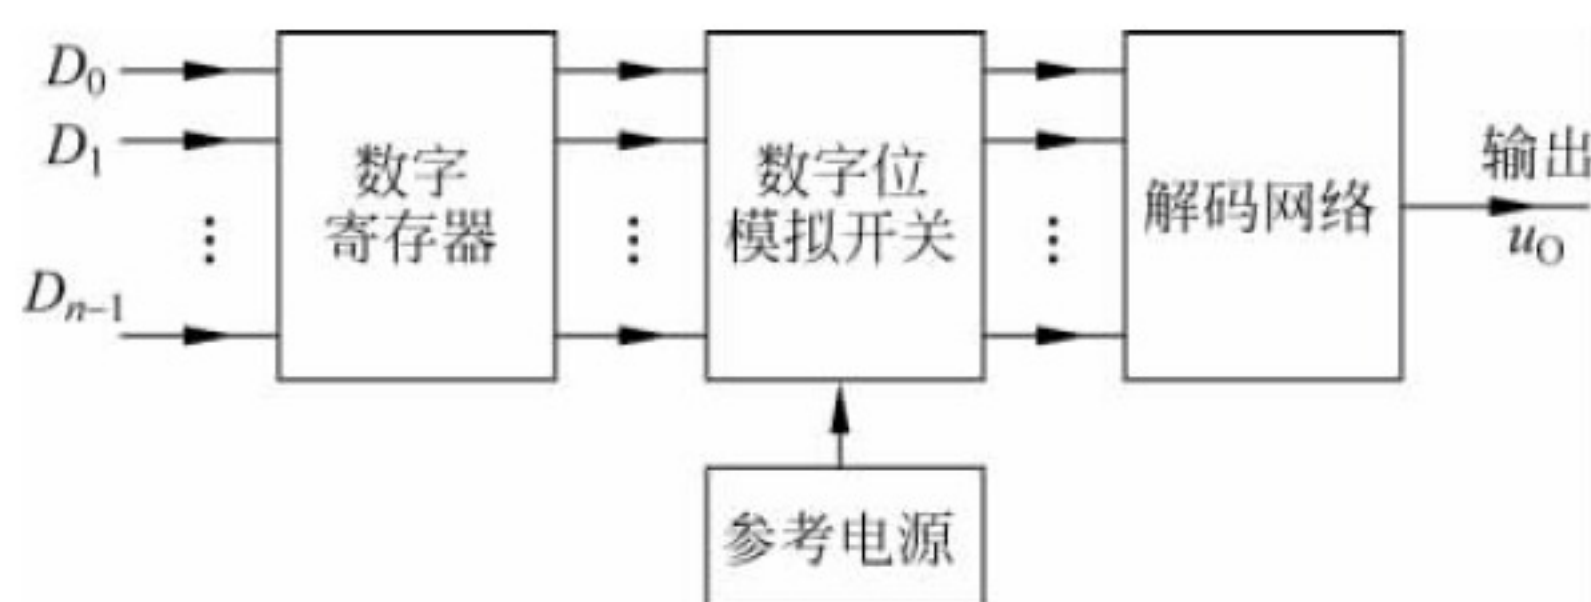 D₀
D₁
⋮
Dₙ₋₁
数字
寄存器
⋮
数字位
模拟开关
⋮
解码网络
输出
u_O
参考电源